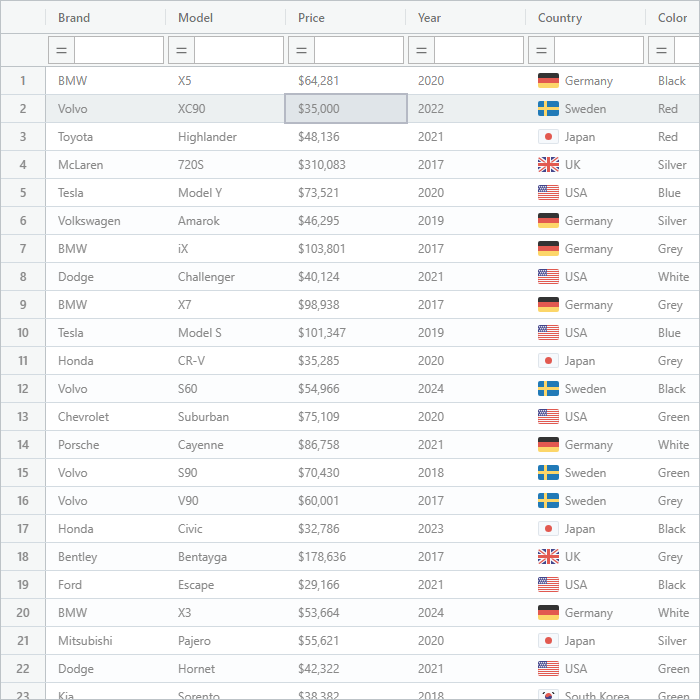 Brand Model Price Year Country Color
= = = = = =
1 BMW X5 $64,281 2020 Germany Black
2 Volvo XC90 $35,000 2022 Sweden Red
3 Toyota Highlander $48,136 2021 Japan Red
4 McLaren 720S $310,083 2017 UK Silver
5 Tesla Model Y $73,521 2020 USA Blue
6 Volkswagen Amarok $46,295 2019 Germany Silver
7 BMW iX $103,801 2017 Germany Grey
8 Dodge Challenger $40,124 2021 USA White
9 BMW X7 $98,938 2017 Germany Grey
10 Tesla Model S $101,347 2019 USA Blue
11 Honda CR-V $35,285 2020 Japan Grey
12 Volvo S60 $54,966 2024 Sweden Black
13 Chevrolet Suburban $75,109 2020 USA Green
14 Porsche Cayenne $86,758 2021 Germany White
15 Volvo S90 $70,430 2018 Sweden Green
16 Volvo V90 $60,001 2017 Sweden Grey
17 Honda Civic $32,786 2023 Japan Black
18 Bentley Bentayga $178,636 2017 UK Grey
19 Ford Escape $29,166 2021 USA Black
20 BMW X3 $53,664 2024 Germany White
21 Mitsubishi Pajero $55,621 2020 Japan Silver
22 Dodge Hornet $42,322 2021 USA Green
23 Kia Sorento $38,382 2018 South Korea Green